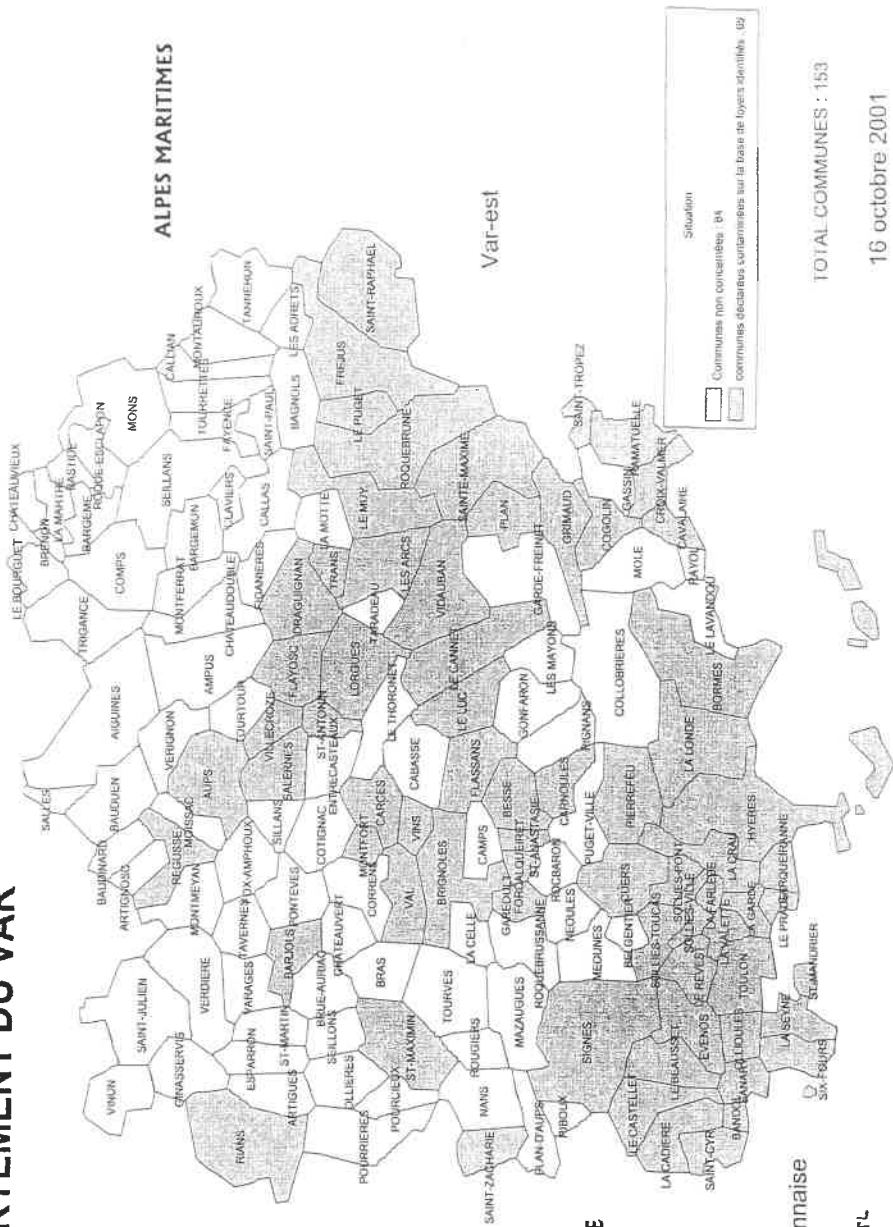 RTEMENT DU VAR
ALPES MARITIMES
Var-est
LE BOURGUET
CHATEAUVIEUX
BRENON
LA MARTHE
BASTIDE
BARGEME
ROQUE-ESCLAPON
TRIGANCE
COMPS
MONS
SALLES
AIGUINES
BAUDUEN
BAUDINARD
ARTIGNOSC
VERIGNON
MONTFERRAT
BARGEMON
SEILLANS
CALLIAN
MONTAUROUX
TOURRETTES
FAYENCE
TANNERON
SAINT-PAUL
CLAVIERS
CHATEAUDOUBLE
AMPUS
CALLAS
BAGNOLS
LES ADRETS
SAINT-JULIEN
VINON
REGUSSE
MOISSAC
AUPS
TOURTOUR
FIGANIERES
VERDIERE
MONTMEYAN
GINASSERVIS
VILLECROZE
DRAGUIGNAN
LA MOTTE
FREJUS
SAINT-RAPHAEL
FOX-AMPHOUX
TAVERNES
VARAGES
SALERNES
FLAYOSC
TRANS
LE MUY
LE PUGET
RIANS
ESPARRON
SILLANS
PONTEVES
BARJOLS
ST-ANTONIN
ENTRECASTEAUX
LORGUES
ROQUEBRUNE
ARTIGUES
ST-MARTIN
BRUE-AURIAC
COTIGNAC
CHATEAUVERT
TARADEAU
LES ARCS
SEILLONS
OLLIERES
MONTFORT
CARCES
LE THORONET
VIDAUBAN
SAINTE-MAXIME
POURRIERES
POURCIEUX
ST-MAXIMIN
BRAS
CORRENS
VAL
VINS
CABASSE
LE CANNET
PLAN
LE LUC
BRIGNOLES
TOURVES
FLASSANS
GARDE-FREINET
GRIMAUD
SAINT-TROPEZ
LA CELLE
CAMPS
ROUGIERS
NANS
SAINT-ZACHARIE
BESSE
GONFARON
LES MAYONS
COGOLIN
GASSIN
RAMATUELLE
CROIX-VALMER
CAVALAIRE
GAREOULT
FORCALQUEIRET
ST-ANASTASIE
CARNOULES
PIGNANS
MAZAUGUES
ROQUEBRUSSANNE
ROCBARON
NEOULES
PLAN-D'AUPS
RIBOUX
PUGET-VILLE
COLLOBRIERES
MOLE
RAYOL
LE LAVANDOU
SIGNES
MEOUNES
BELGENTIER
CUERS
PIERREFEU
BORMES
LA LONDE
ILE-CASTELLET
LE BEAUSSET
SOLLIES-TOUCAS
SOLLIES-PONT
SOLLIES-VILLE
LA FARLEDE
LA CRAU
HYERES
LA CADIERE
EVENOS
LE REVEST
LA VALETTE
LA GARDE
SAINT-CYR
BANDOL
SANARY
OLLIOULES
TOULON
LE PRADET
CARQUEIRANNE
LA SEYNE
ST-MANDRIER
SIX-FOURS
nnaise
E
Situation
Communes non concernées : 84
communes déclarées contaminées sur la base de foyers identifiés : 69
TOTAL COMMUNES : 153
16 octobre 2001